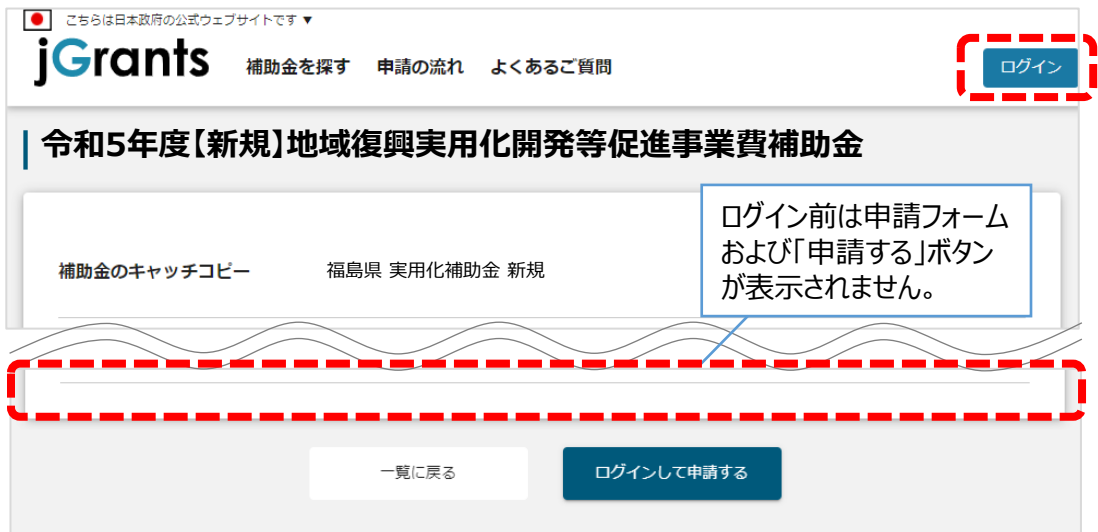 こちらは日本政府の公式ウェブサイトです ▼
jGrants 補助金を探す 申請の流れ よくあるご質問 ログイン
令和5年度【新規】地域復興実用化開発等促進事業費補助金
ログイン前は申請フォーム
および「申請する」ボタン
が表示されません。
補助金のキャッチコピー 福島県 実用化補助金 新規
一覧に戻る ログインして申請する